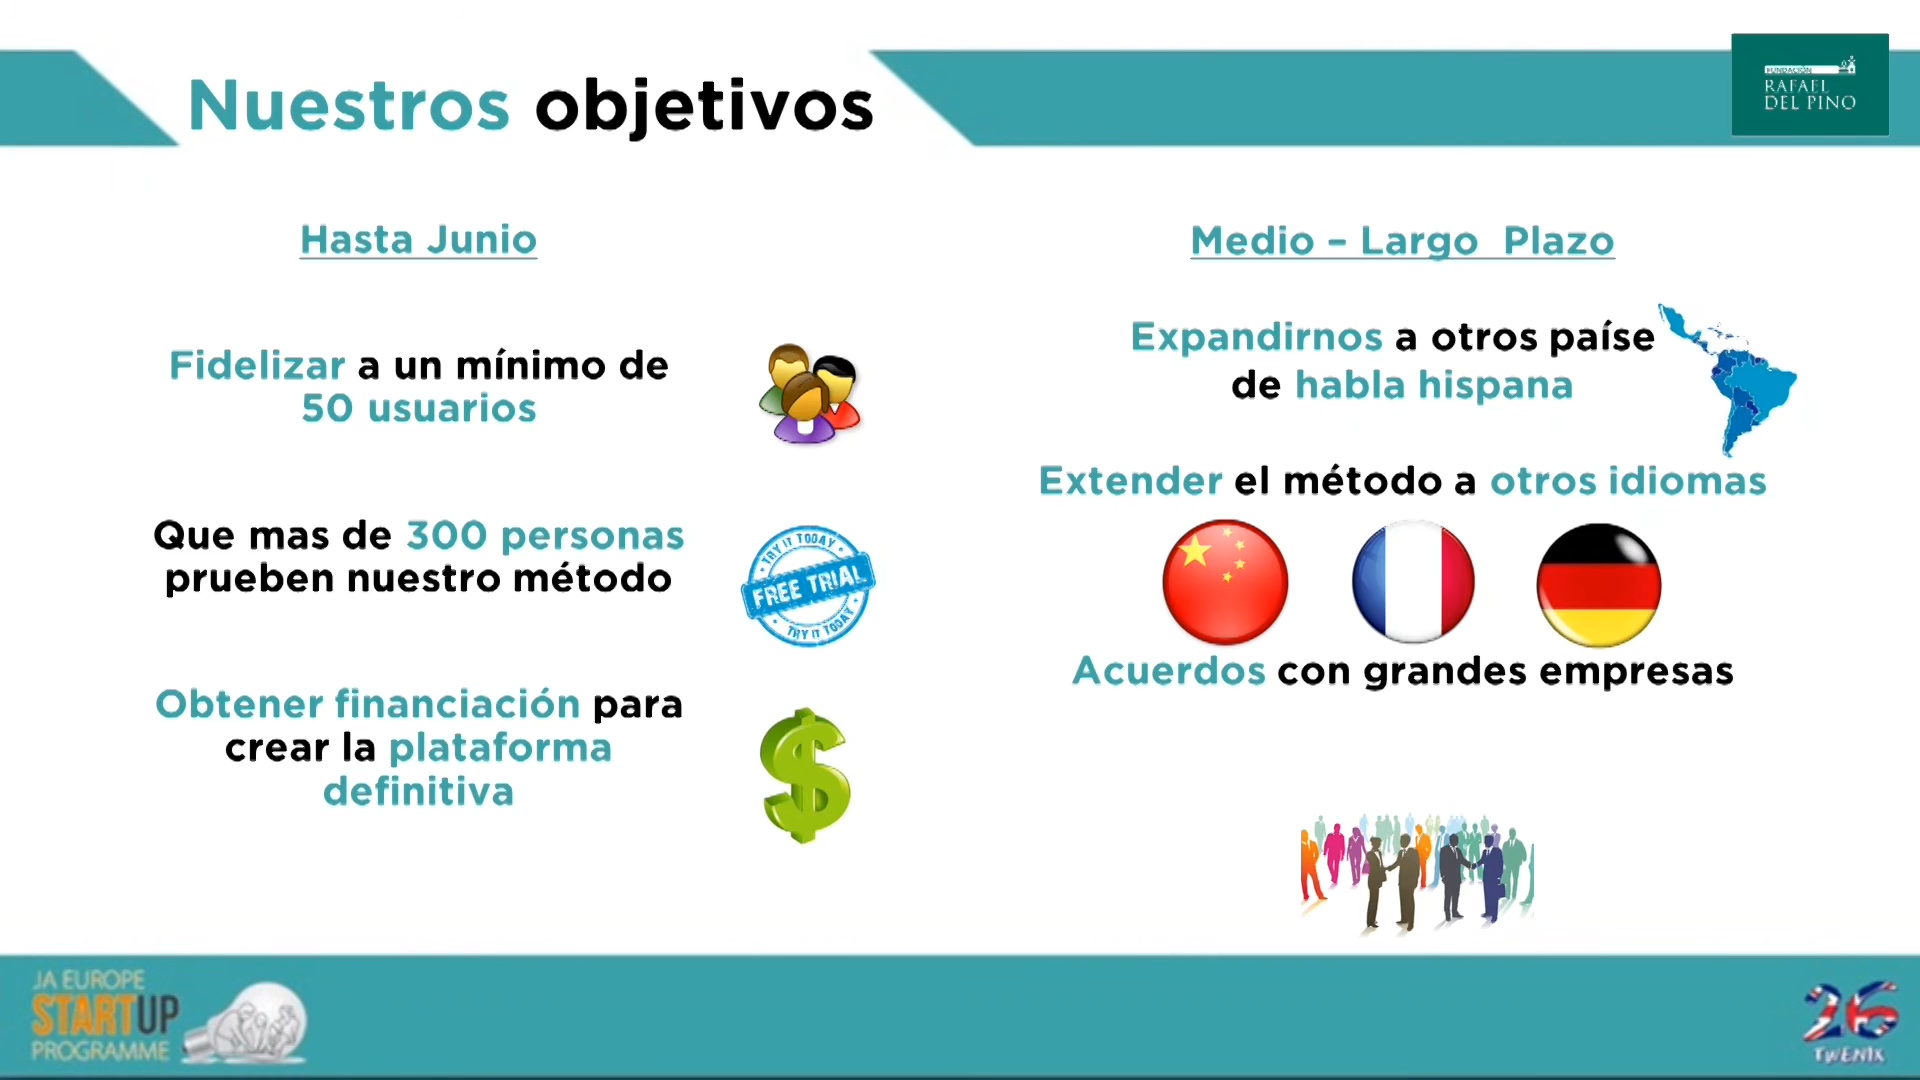 Nuestros objetivos
FUNDACIÓN
RAFAEL
DEL PINO
Hasta Junio
Fidelizar a un mínimo de
50 usuarios
Que mas de 300 personas
prueben nuestro método
TRY IT TODAY
FREE TRIAL
TRY IT TODAY
Obtener financiación para
crear la plataforma
definitiva
Medio – Largo Plazo
Expandirnos a otros paíse
de habla hispana
Extender el método a otros idiomas
Acuerdos con grandes empresas
JA EUROPE
STARTUP
PROGRAMME
26
TWENIX